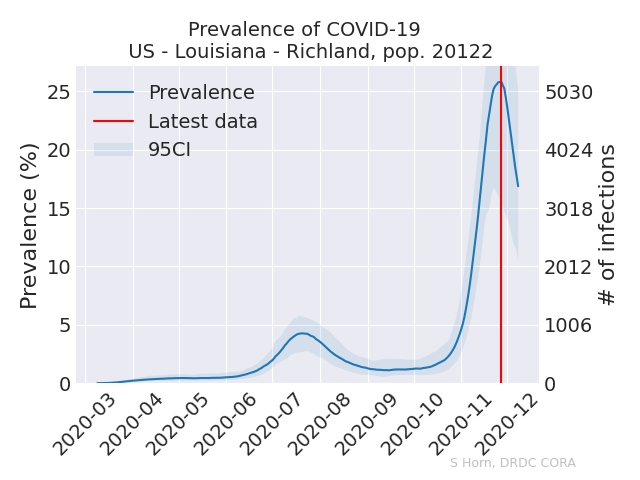 Prevalence of COVID-19
US - Louisiana - Richland, pop. 20122
Prevalence
Latest data
95CI
Prevalence (%)
25
20
15
10
5
0
5030
4024
3018
2012
1006
0
# of infections
2020-03
2020-04
2020-05
2020-06
2020-07
2020-08
2020-09
2020-10
2020-11
2020-12
S Horn, DRDC CORA